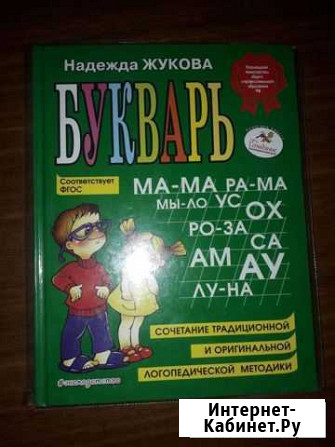 Надежда ЖУКОВА
БУКВАРЬ
Соответствует
ФГОС
МА-МА РА-МА
МЫ-ЛО УС ОХ
РО-ЗА СА
АМ АУ
ЛУ-НА
СОЧЕТАНИЕ ТРАДИЦИОННОЙ
И ОРИГИНАЛЬНОЙ
ЛОГОПЕДИЧЕСКОЙ МЕТОДИКИ
#эксмодетство
Интернет-
Кабинет.Ру